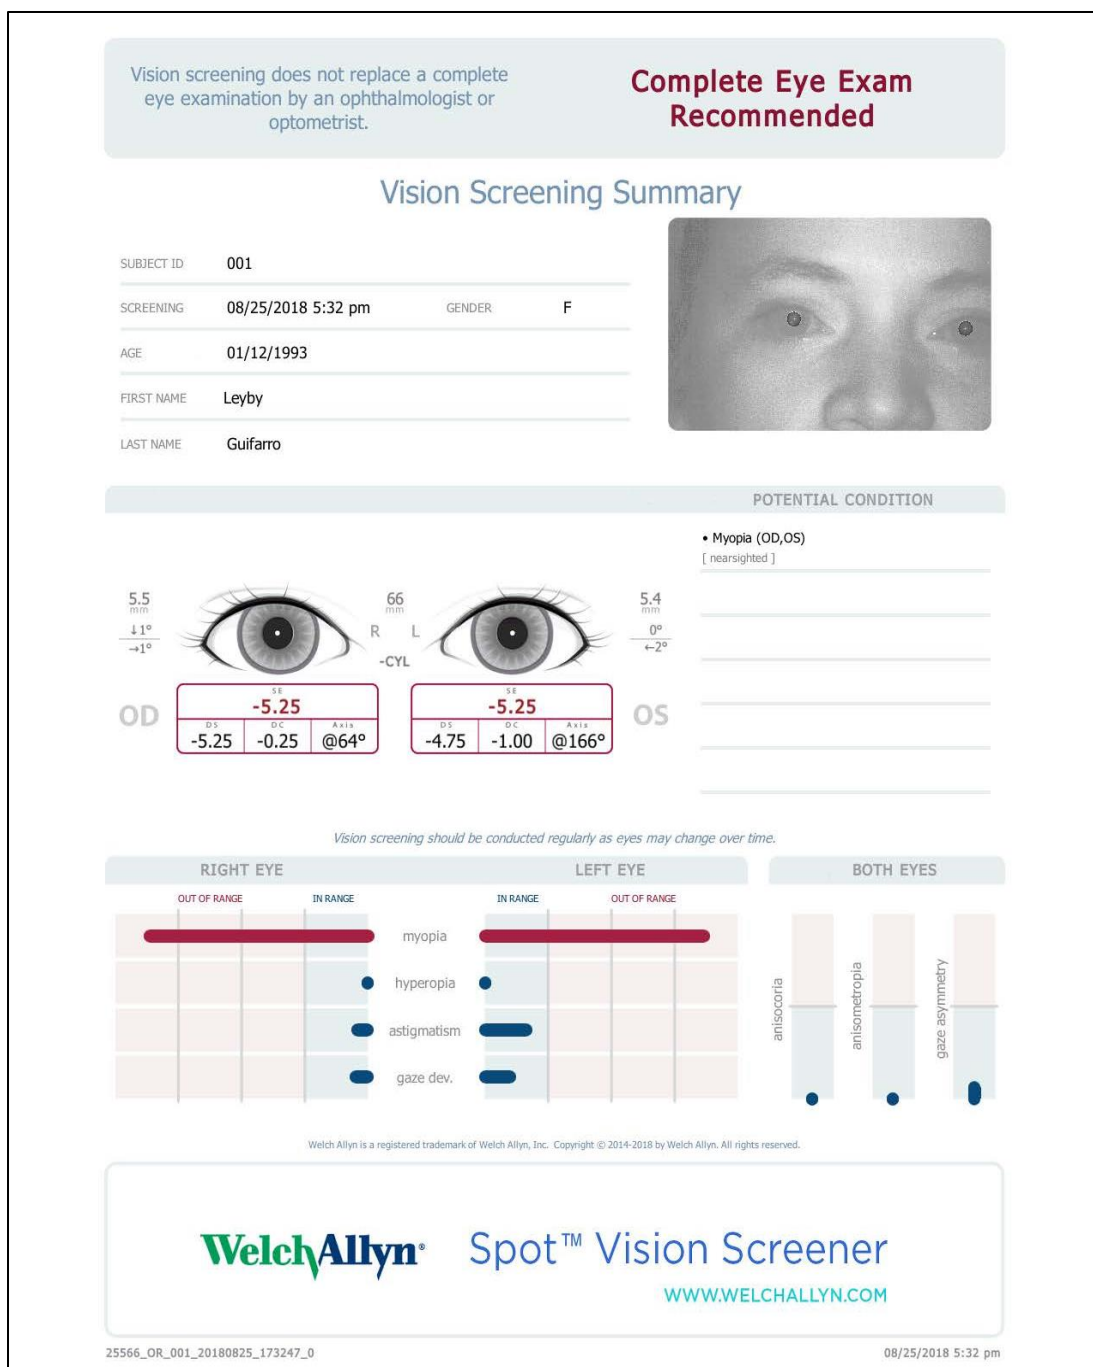 Vision screening does not replace a complete
eye examination by an ophthalmologist or
optometrist.
Complete Eye Exam
Recommended
Vision Screening Summary
SUBJECT ID 001
SCREENING 08/25/2018 5:32 pm GENDER F
AGE 01/12/1993
FIRST NAME Leyby
LAST NAME Guifarro
POTENTIAL CONDITION
• Myopia (OD,OS)
[ nearsighted ]
5.5
mm
↓1°
→1°
66
mm
R L
-CYL
5.4
mm
0°
←2°
OD
SE
-5.25
DS DC Axis
-5.25 -0.25 @64°
SE
-5.25
DS DC Axis
-4.75 -1.00 @166°
OS
Vision screening should be conducted regularly as eyes may change over time.
RIGHT EYE LEFT EYE BOTH EYES
OUT OF RANGE IN RANGE IN RANGE OUT OF RANGE
myopia
hyperopia
astigmatism
gaze dev.
anisocoria
anisometropia
gaze asymmetry
Welch Allyn is a registered trademark of Welch Allyn, Inc. Copyright © 2014-2018 by Welch Allyn. All rights reserved.
WelchAllyn® Spot™ Vision Screener
WWW.WELCHALLYN.COM
25566_OR_001_20180825_173247_0 08/25/2018 5:32 pm